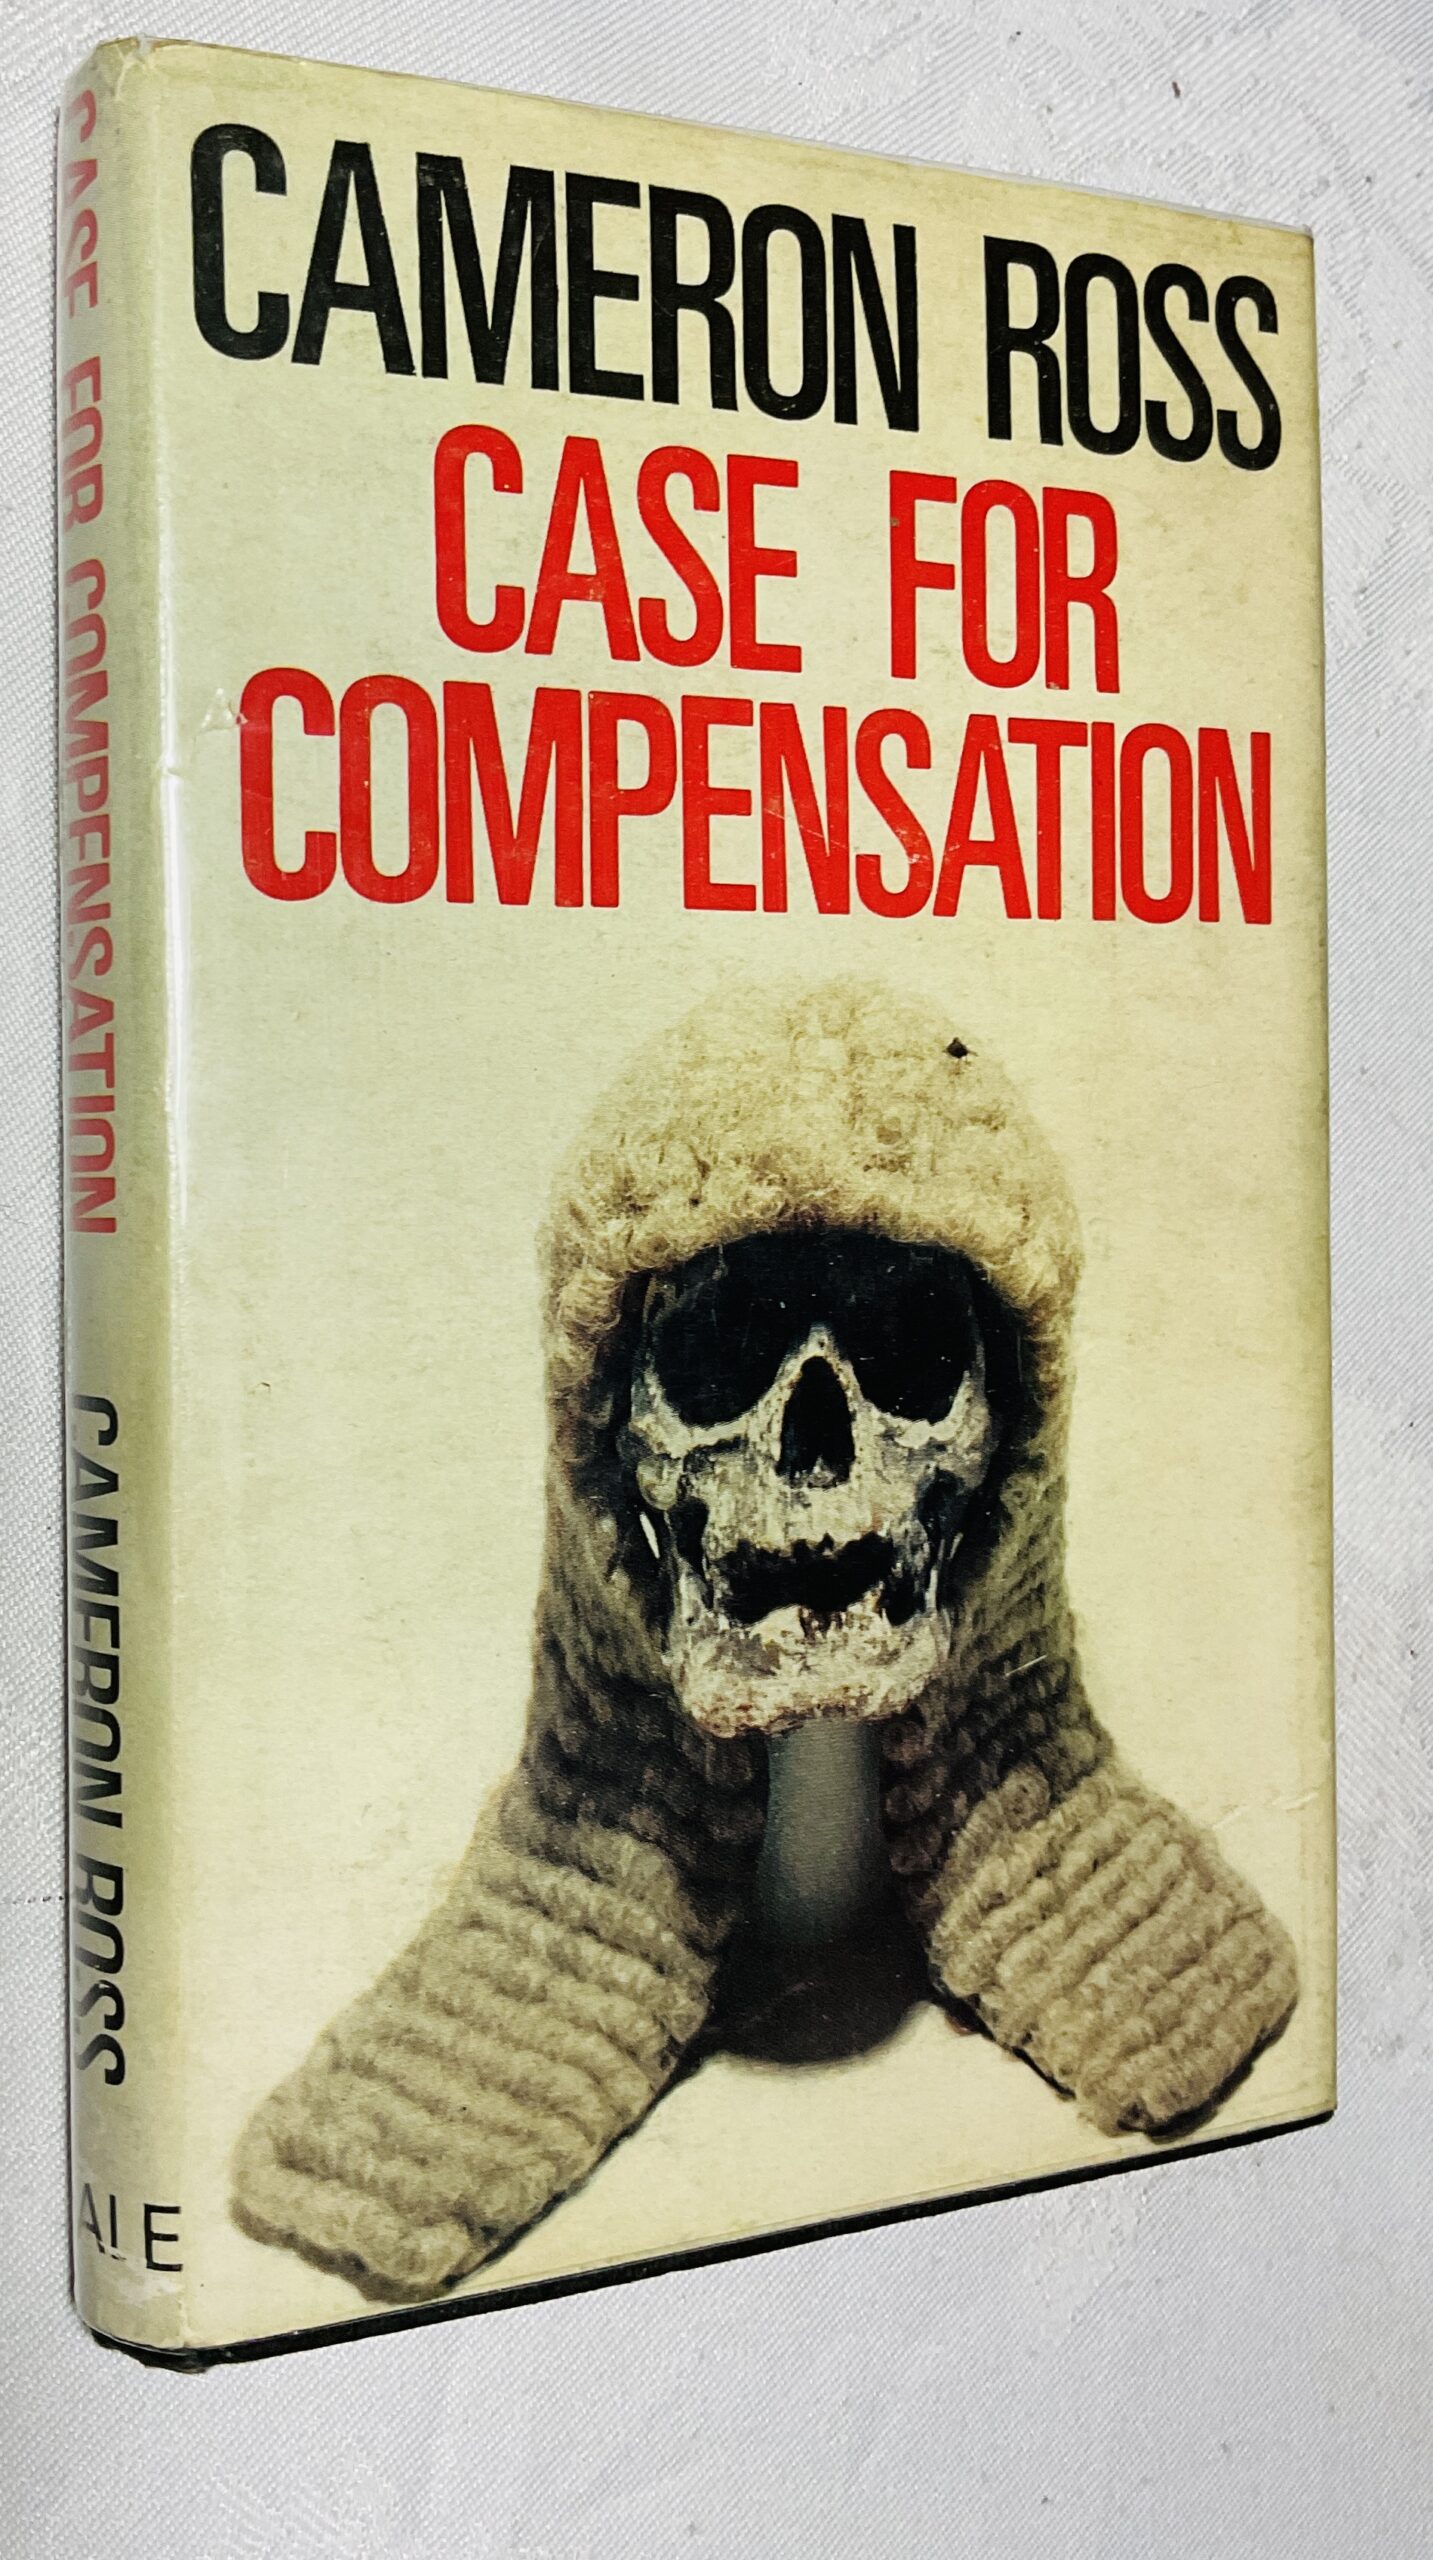 CAMERON ROSS
CASE FOR
COMPENSATION
CASE FOR COMPENSATION CAMERON ROSS
ALE